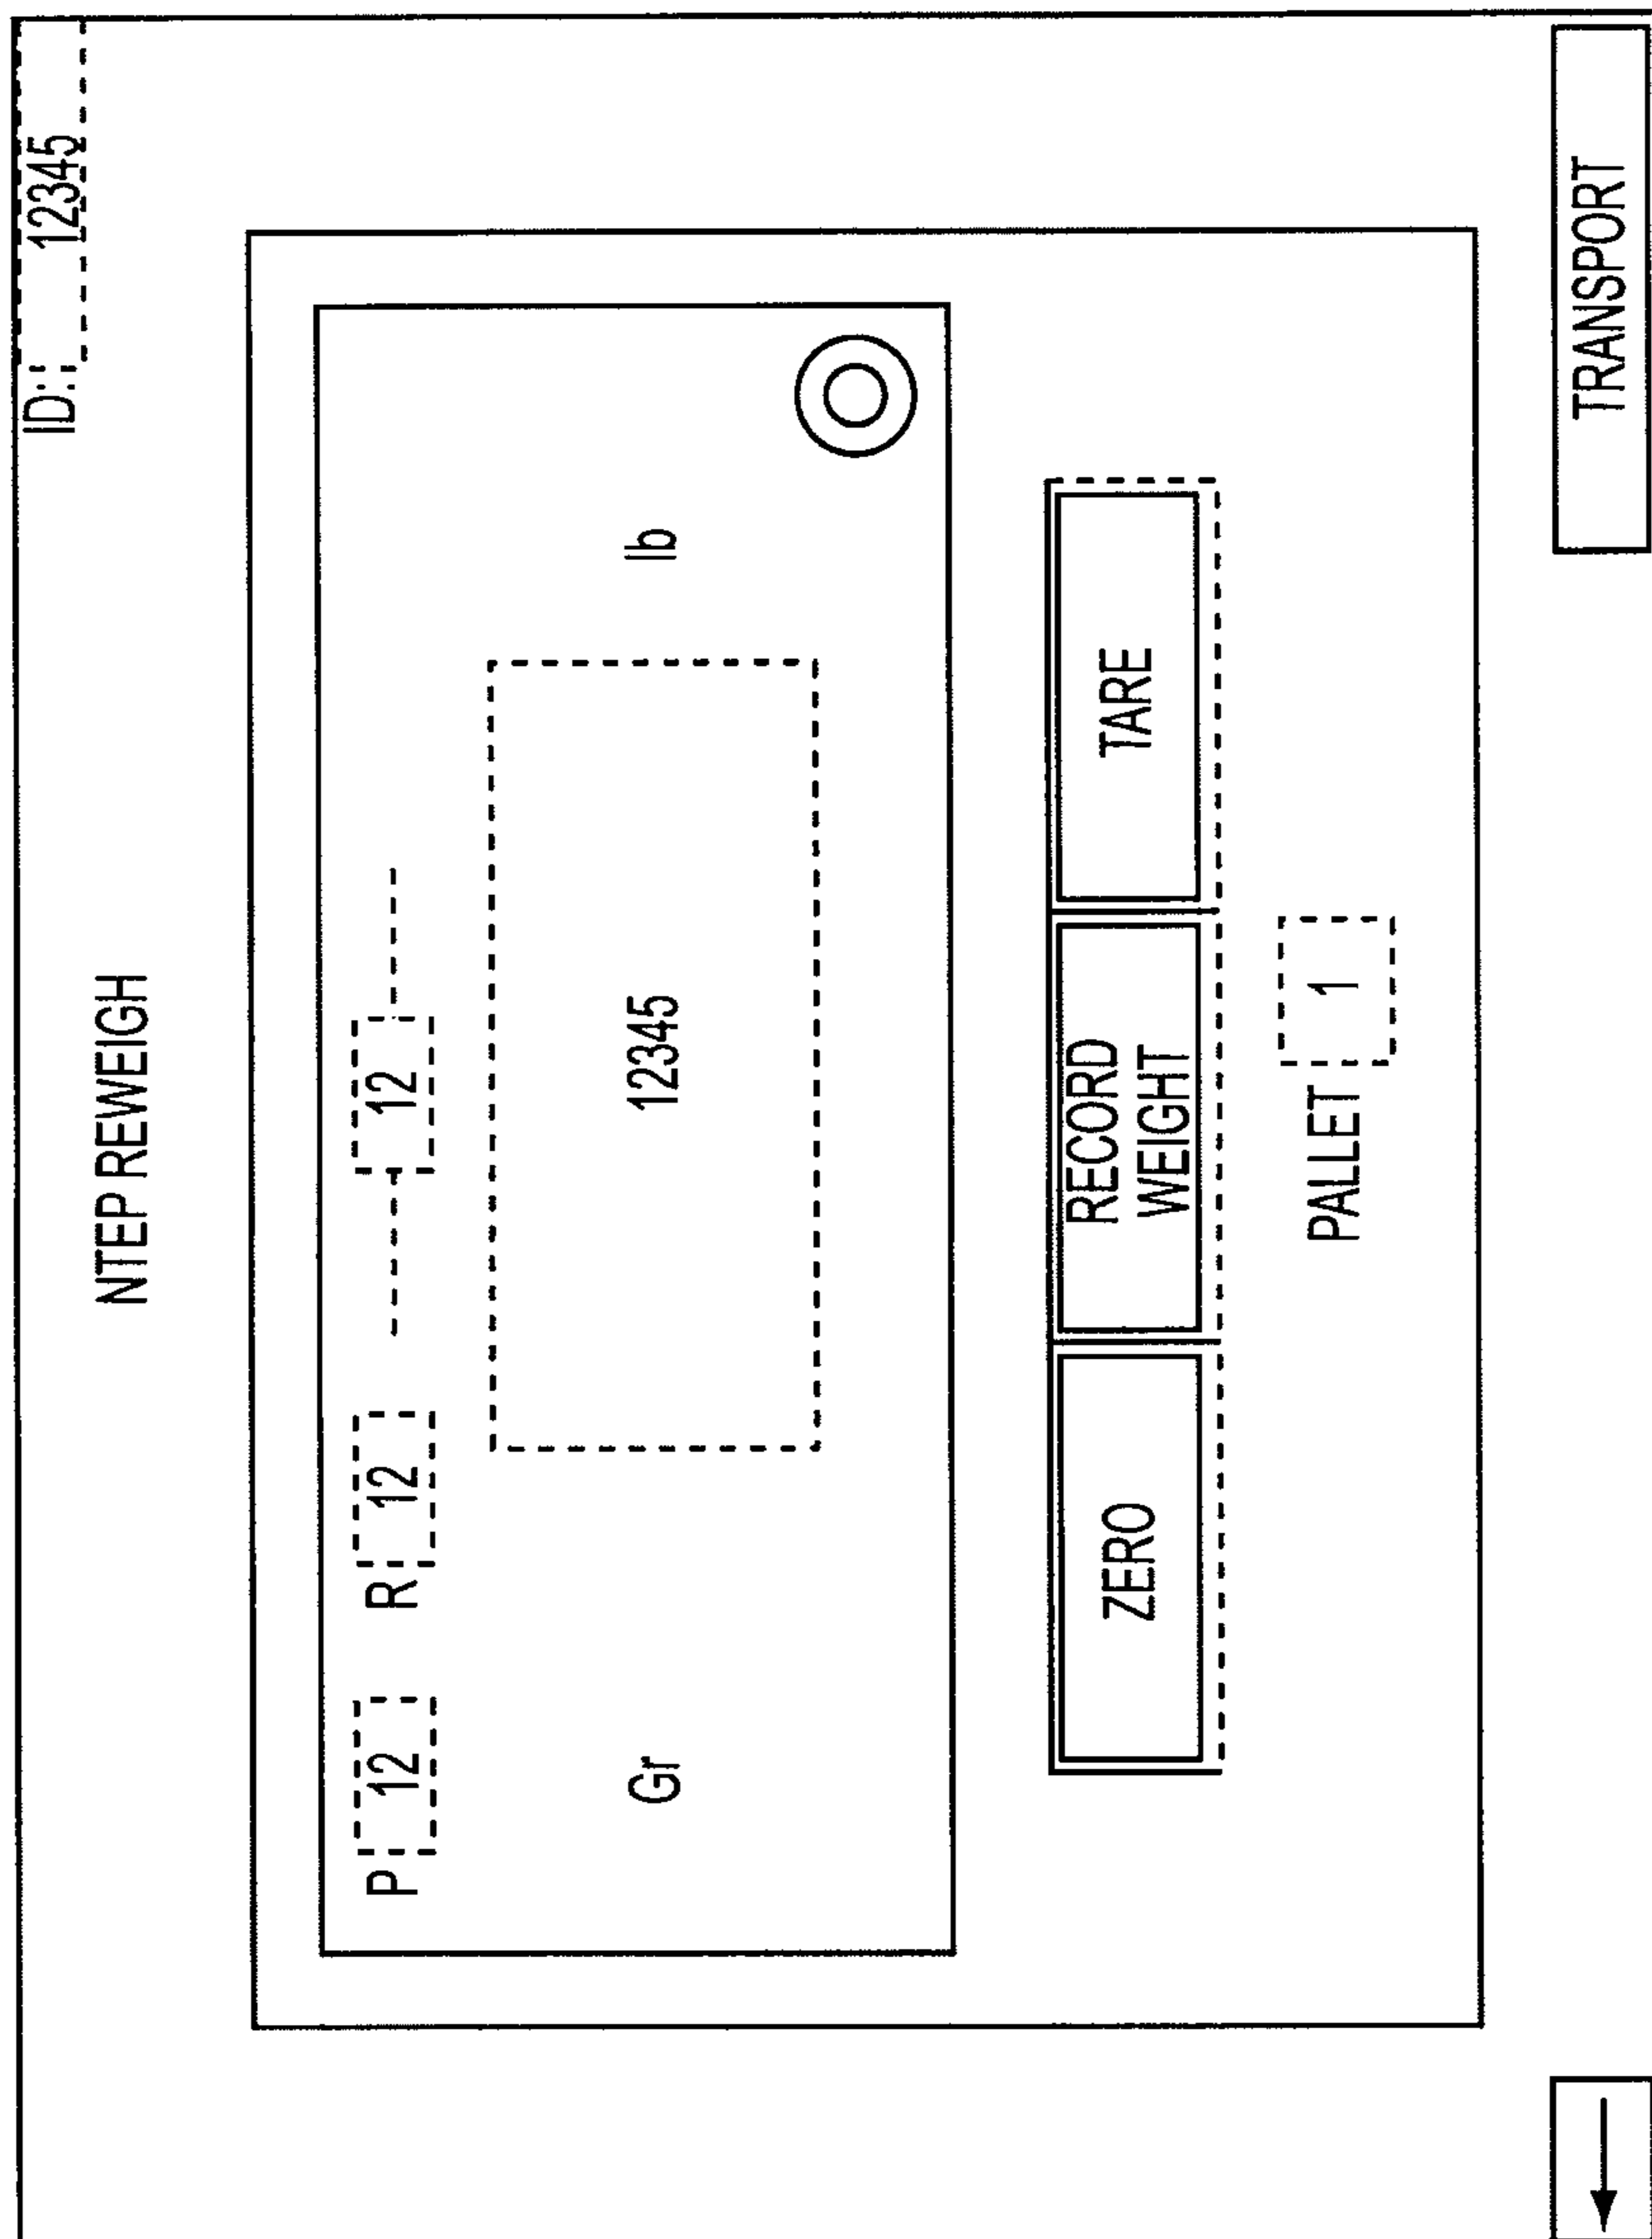 ID: 12345
NTEP REWEIGH
P 12 R 12 12
Gr 12345 lb
ZERO RECORD WEIGHT TARE
PALLET 1
TRANSPORT